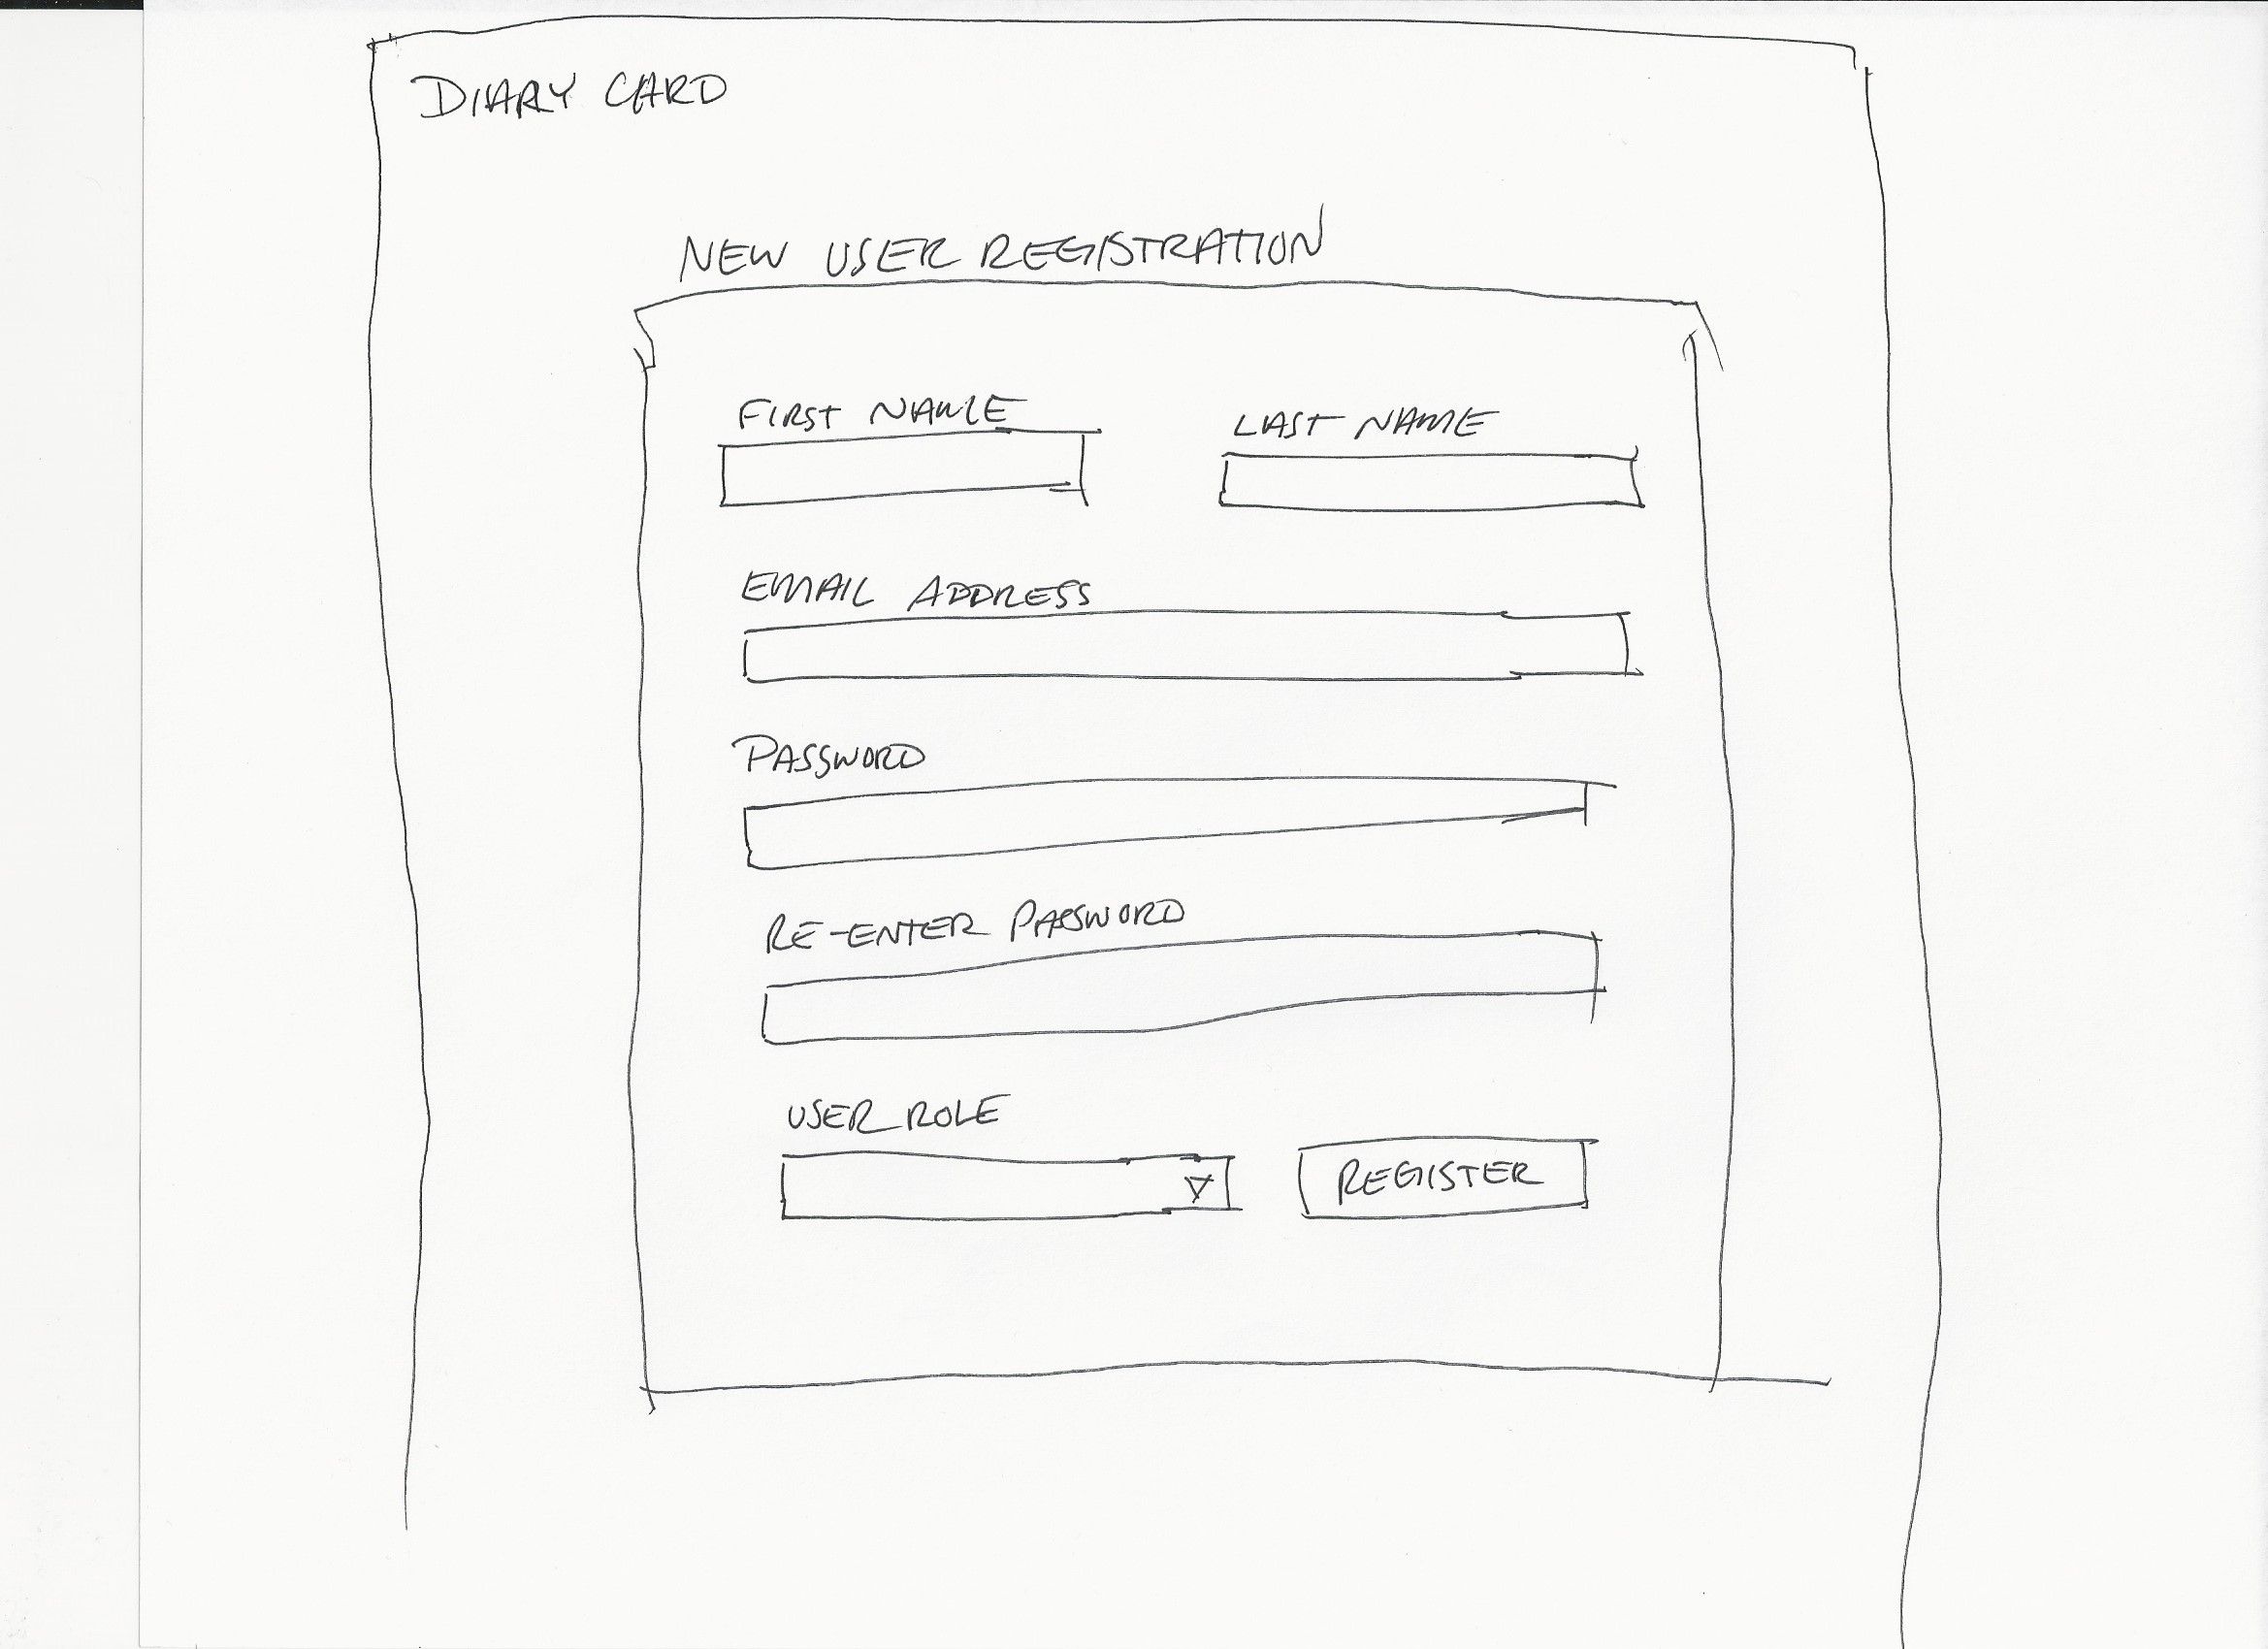 DIARY CARD
NEW USER REGISTRATION
FIRST NAME LAST NAME
EMAIL ADDRESS
PASSWORD
RE-ENTER PASSWORD
USER ROLE
REGISTER